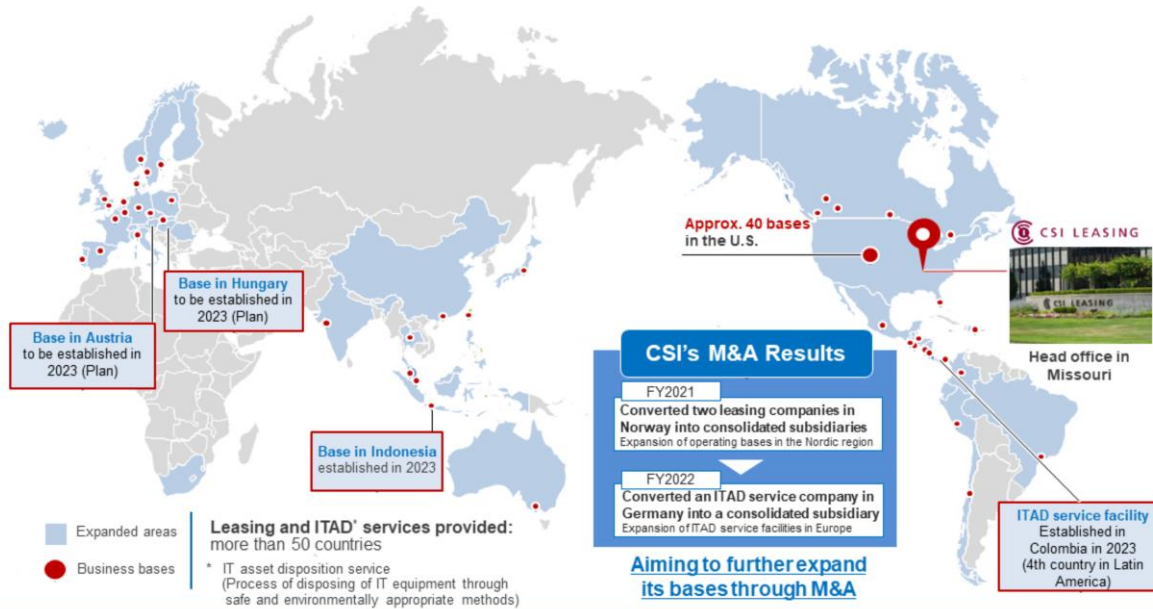 Approx. 40 bases
in the U.S.
CSI LEASING
CSI LEASING
Head office in
Missouri
Base in Hungary
to be established in
2023 (Plan)
Base in Austria
to be established in
2023 (Plan)
Base in Indonesia
established in 2023
CSI's M&A Results
FY2021
Converted two leasing companies in
Norway into consolidated subsidiaries
Expansion of operating bases in the Nordic region
FY2022
Converted an ITAD service company in
Germany into a consolidated subsidiary
Expansion of ITAD service facilities in Europe
Aiming to further expand
its bases through M&A
ITAD service facility
Established in
Colombia in 2023
(4th country in Latin
America)
Expanded areas
Business bases
Leasing and ITAD* services provided:
more than 50 countries
* IT asset disposition service
(Process of disposing of IT equipment through
safe and environmentally appropriate methods)